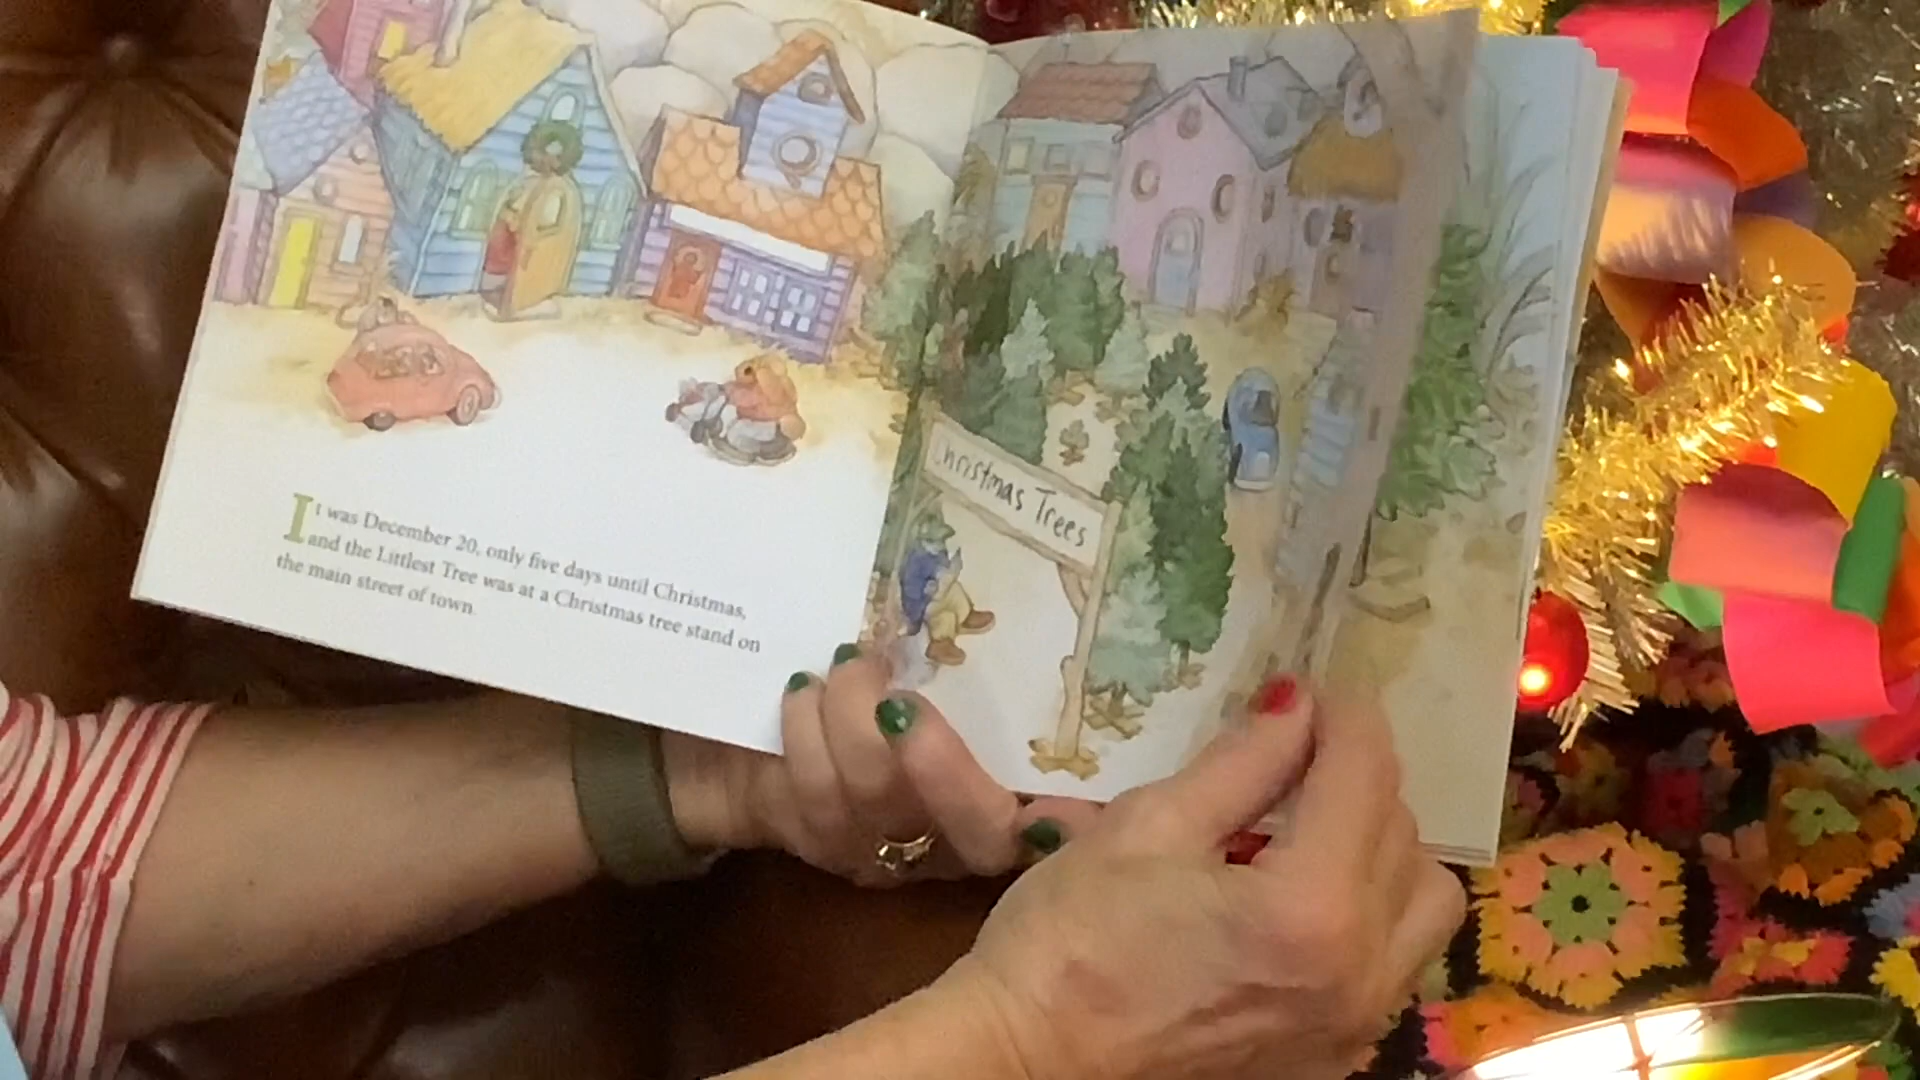 It was December 20, only five days until Christmas,
and the Littlest Tree was at a Christmas tree stand on
the main street of town.
Christmas Trees